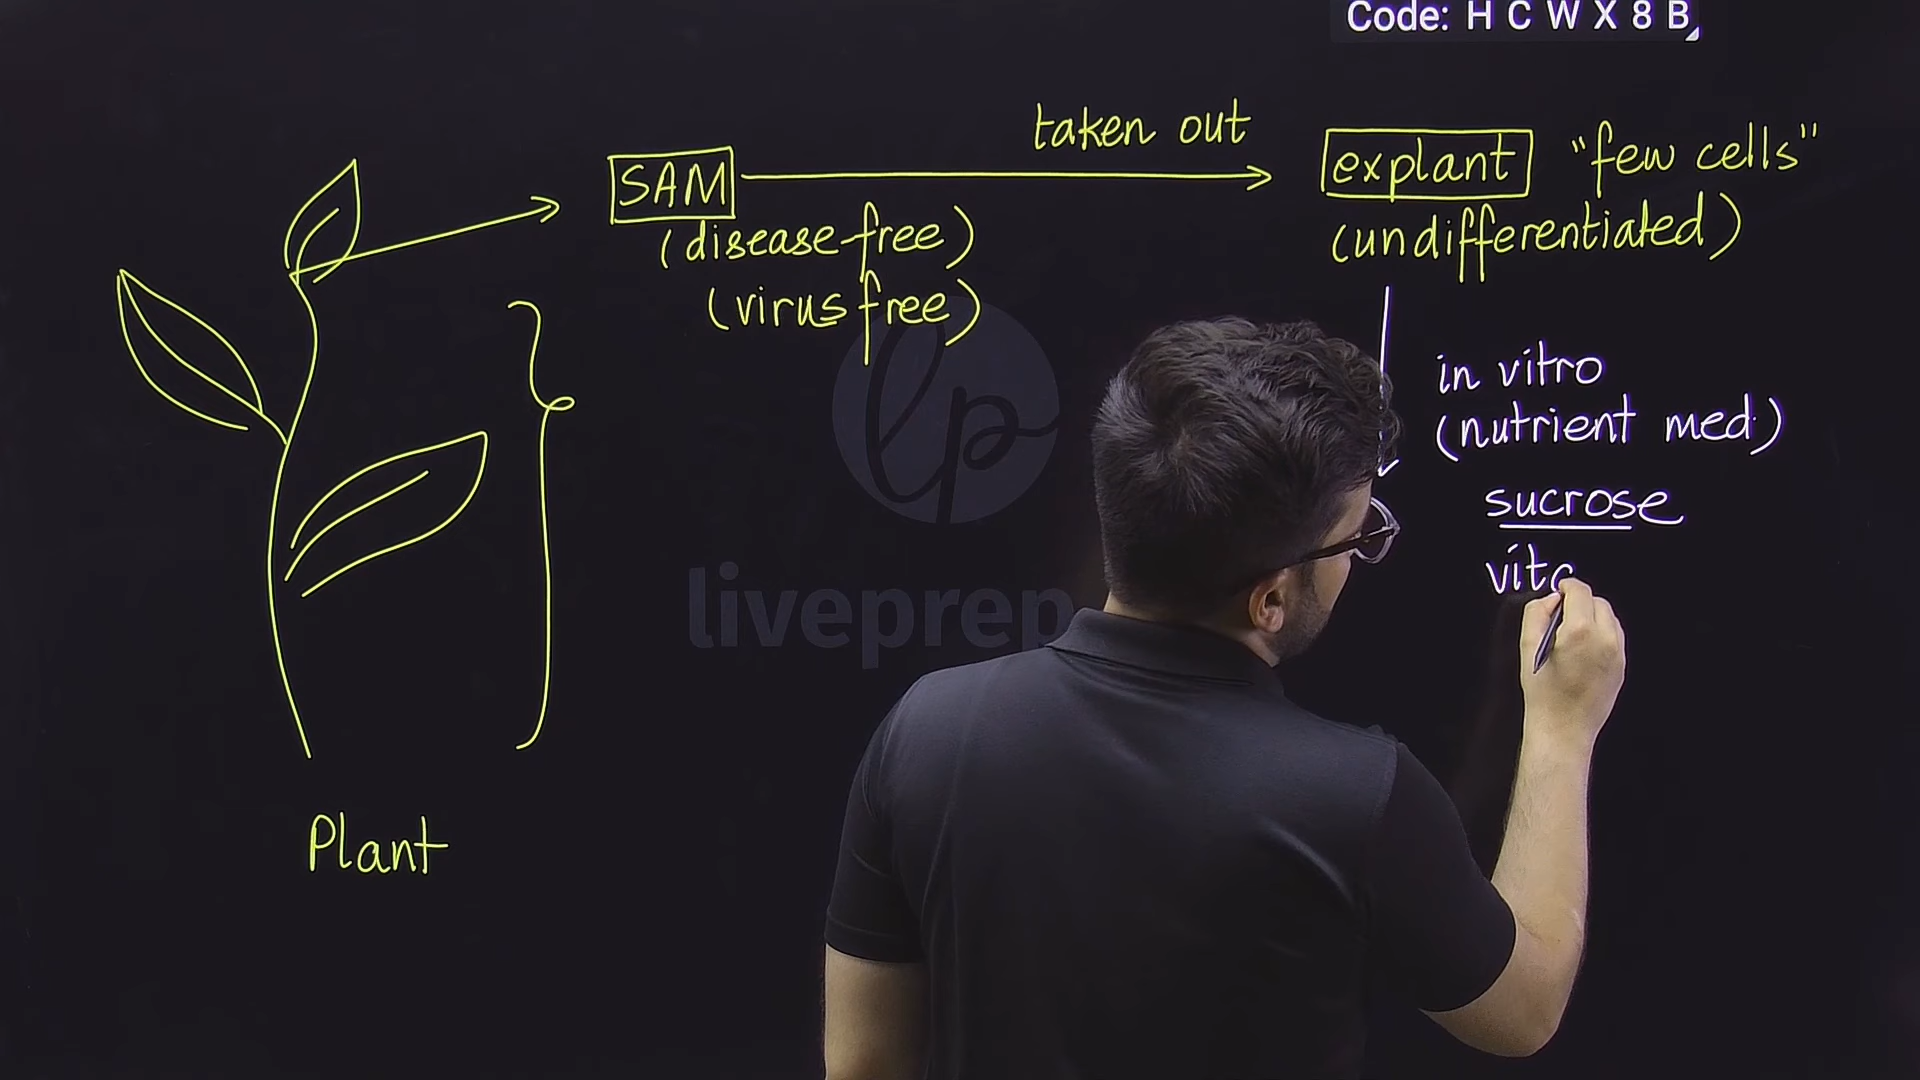 Code: H C W X 8 B
taken out
SAM
explant "few cells"
(disease free)
(undifferentiated)
(virus free)
in vitro
(nutrient med.)
sucrose
lp
liveprep
Plant